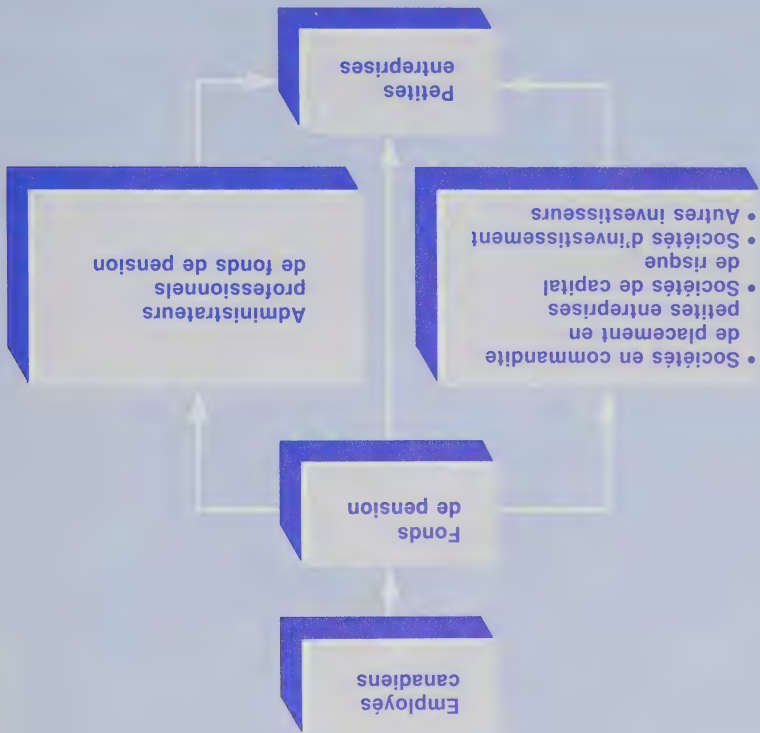 Employés
canadiens
Fonds
de pension
• Sociétés en commandite
de placement en
petites entreprises
• Sociétés de capital
de risque
• Sociétés d'investissement
• Autres investisseurs
Administrateurs
professionnels
de fonds de pension
Petites
entreprises